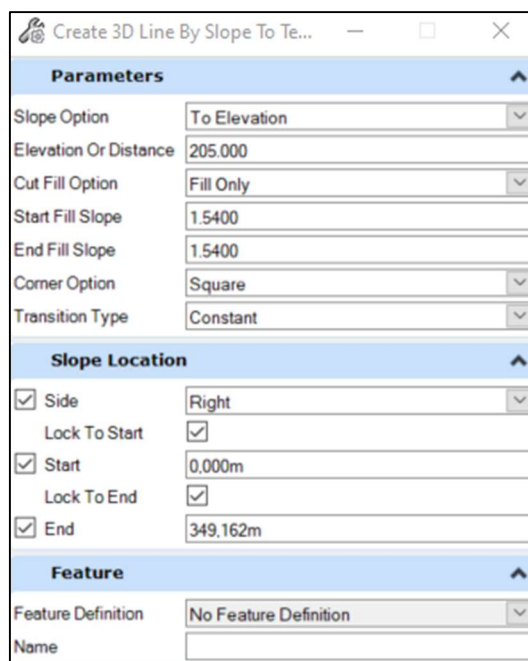 Create 3D Line By Slope To Te...
Parameters
Slope Option To Elevation
Elevation Or Distance 205.000
Cut Fill Option Fill Only
Start Fill Slope 1.5400
End Fill Slope 1.5400
Corner Option Square
Transition Type Constant
Slope Location
Side Right
Lock To Start
Start 0,000m
Lock To End
End 349,162m
Feature
Feature Definition No Feature Definition
Name